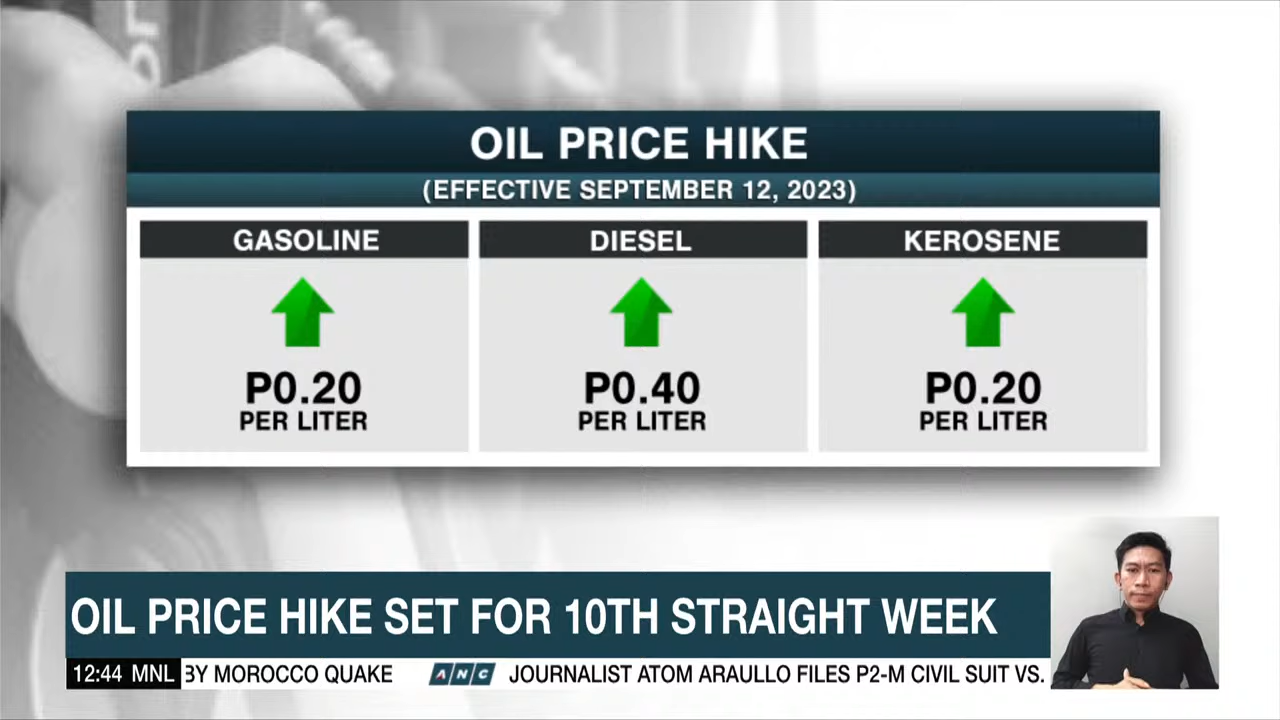 OIL PRICE HIKE
(EFFECTIVE SEPTEMBER 12, 2023)
GASOLINE
P0.20
PER LITER
DIESEL
P0.40
PER LITER
KEROSENE
P0.20
PER LITER
OIL PRICE HIKE SET FOR 10TH STRAIGHT WEEK
12:44 MNL
BY MOROCCO QUAKE ANC JOURNALIST ATOM ARAULLO FILES P2-M CIVIL SUIT VS.